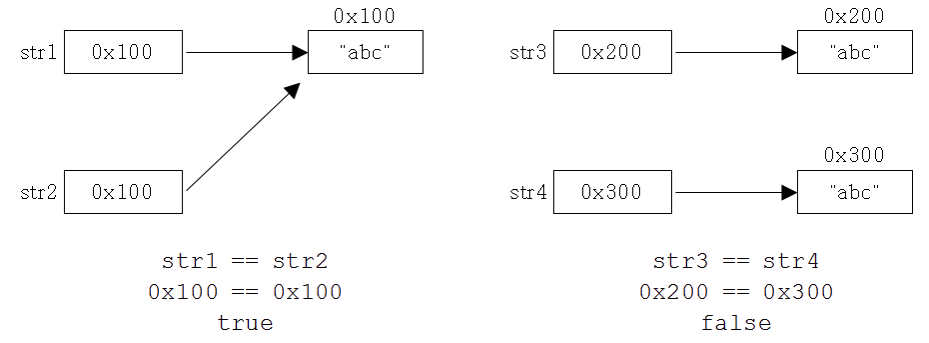 0x100
str1 0x100 "abc"
str2 0x100
str1 == str2
0x100 == 0x100
true
0x200
str3 0x200 "abc"
0x300
str4 0x300 "abc"
str3 == str4
0x200 == 0x300
false